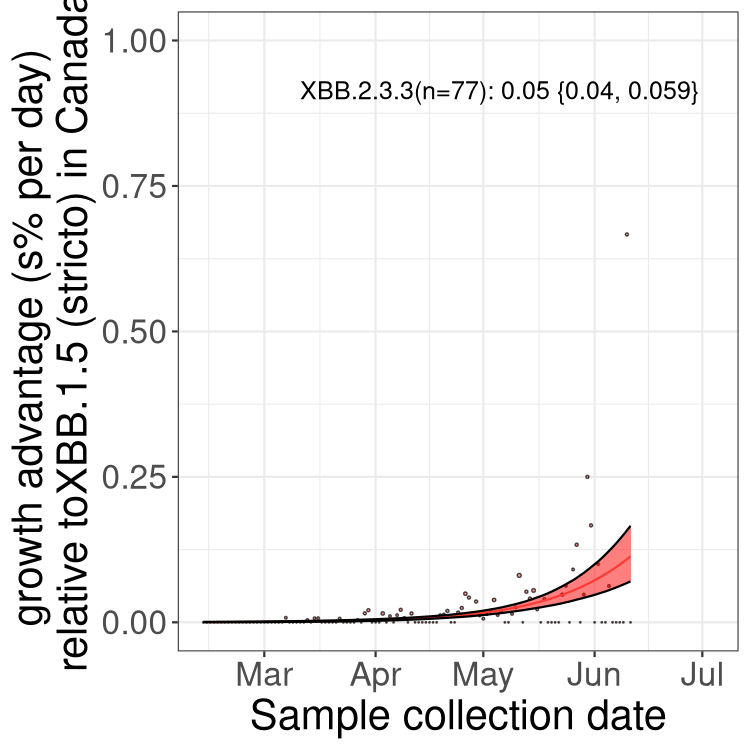 growth advantage (s% per day)
relative toXBB.1.5 (stricto) in Canada
1.00
0.75
0.50
0.25
0.00
XBB.2.3.3(n=77): 0.05 {0.04, 0.059}
Mar Apr May Jun Jul
Sample collection date